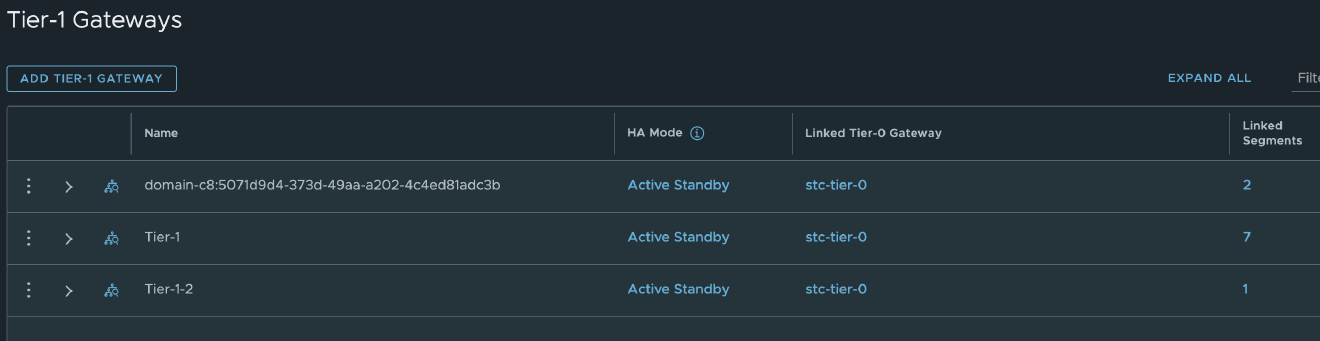 Tier-1 Gateways
ADD TIER-1 GATEWAY
EXPAND ALL
Name
HA Mode
Linked Tier-0 Gateway
Linked
Segments
domain-c8:5071d9d4-373d-49aa-a202-4c4ed81adc3b
Active Standby
stc-tier-0
2
Tier-1
Active Standby
stc-tier-0
7
Tier-1-2
Active Standby
stc-tier-0
1